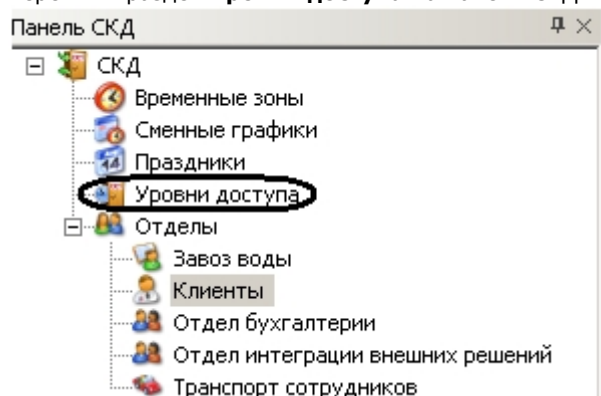 Панель СКД
СКД
Временные зоны
Сменные графики
Праздники
Уровни доступа
Отделы
Завоз воды
Клиенты
Отдел бухгалтерии
Отдел интеграции внешних решений
Транспорт сотрудников